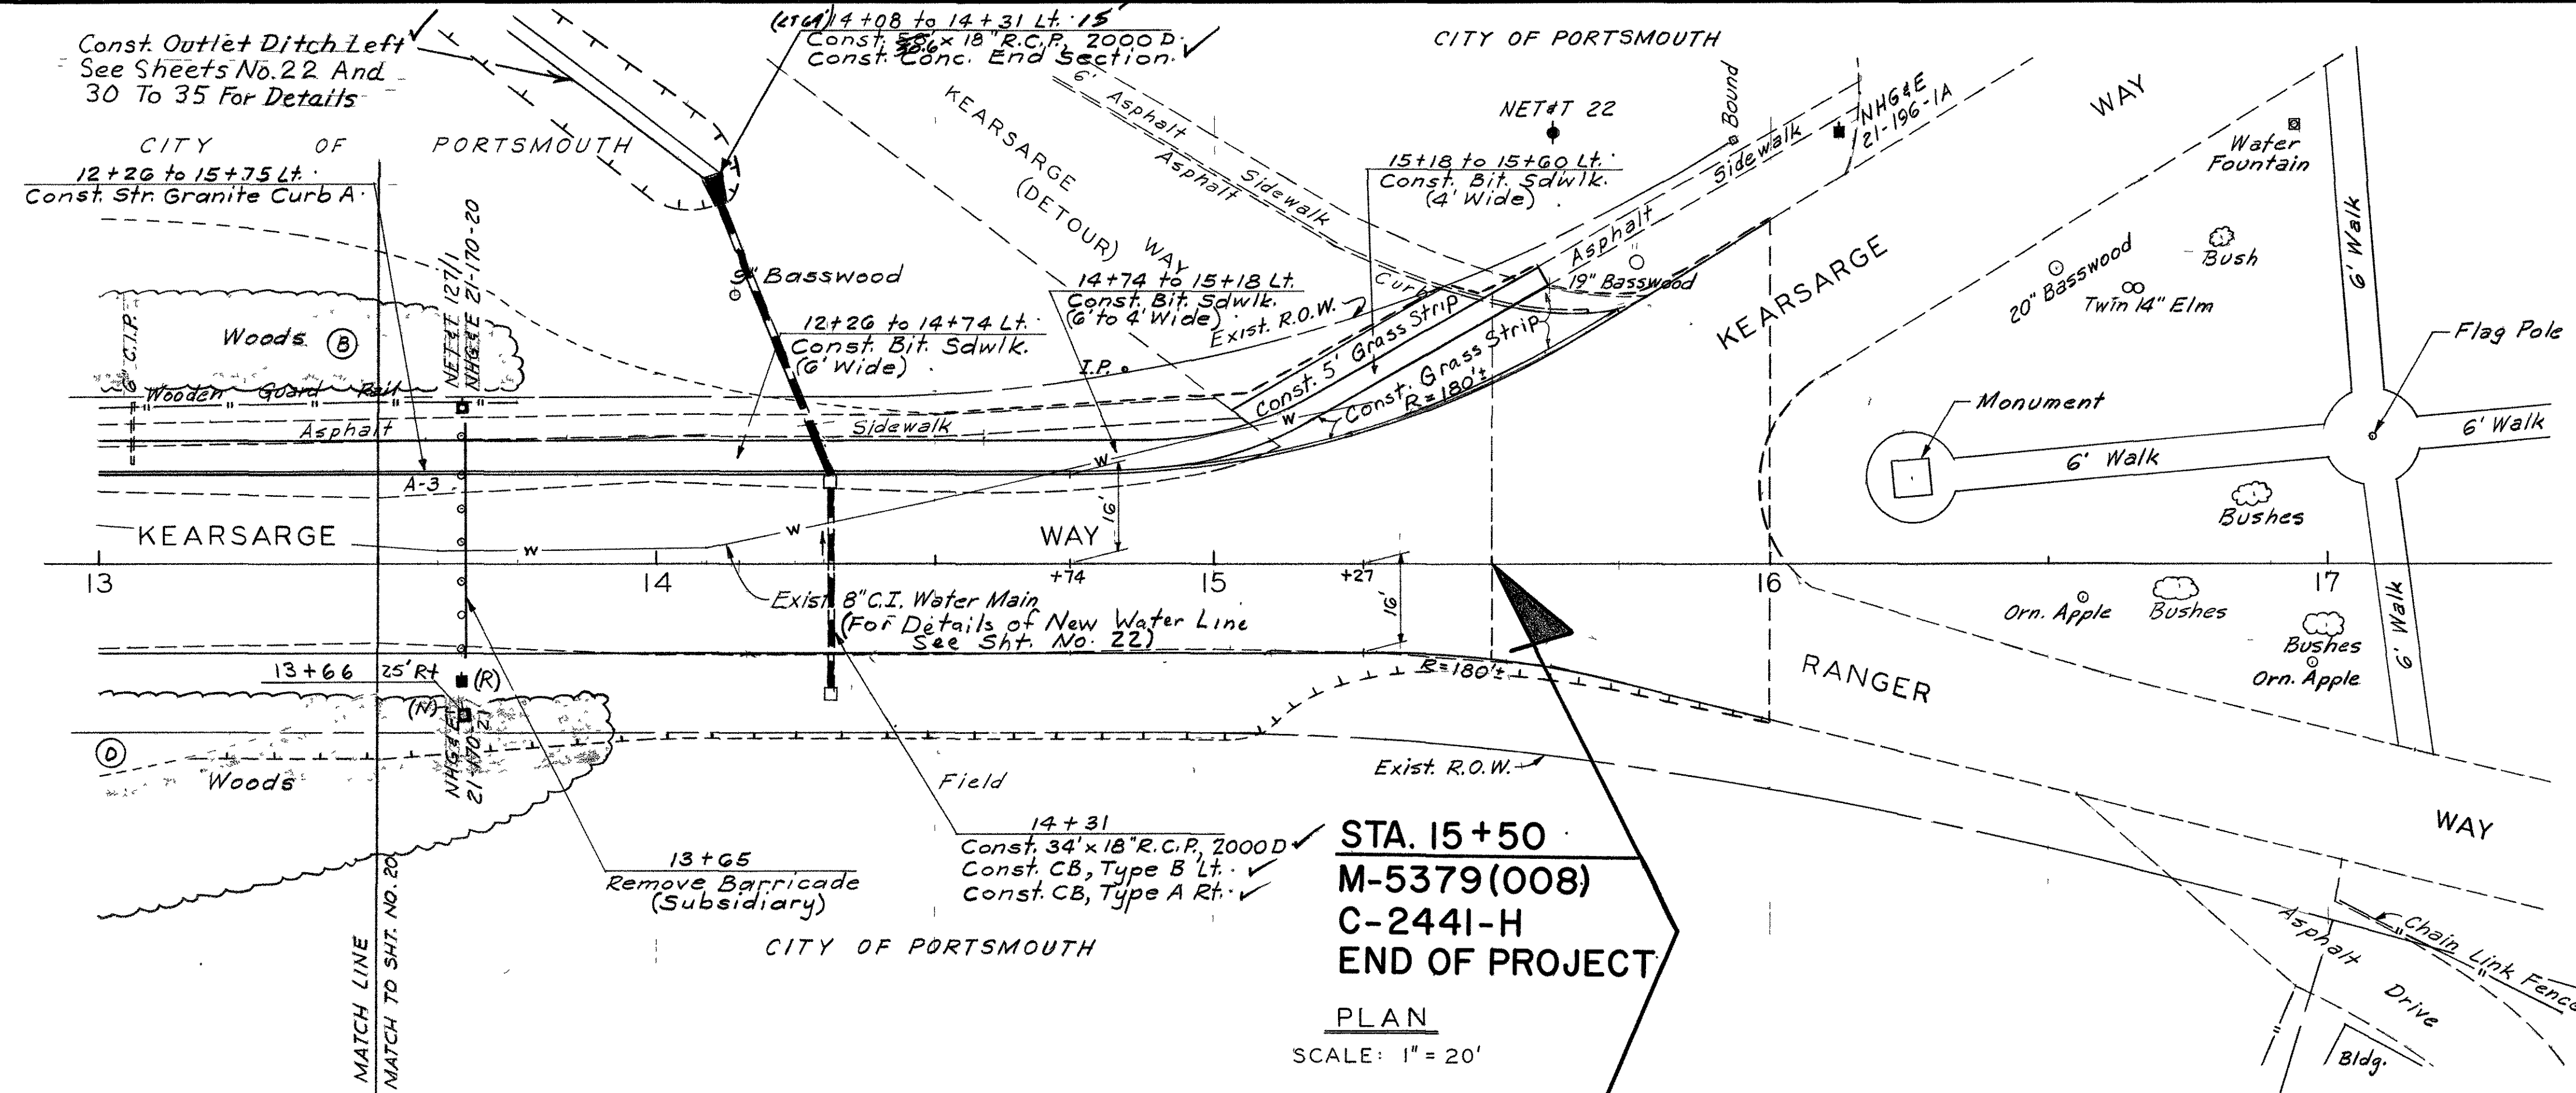 Const. Outlet Ditch Left
See Sheets No. 22 And
30 To 35 For Details
14+08 to 14+31 Lt. 15'
Const. 30.6 x 18" R.C.P., 2000 D.
Const. Conc. End Section.
CITY OF PORTSMOUTH
CITY OF PORTSMOUTH
12+26 to 15+75 Lt.
Const. Str. Granite Curb A
KEARSARGE WAY
(DETOUR)
6' Asphalt Sidewalk
Asphalt
Curb
NET&T 22
Bound
NHG&E
21-196-1A
Asphalt Sidewalk
15+18 to 15+60 Lt.
Const. Bit. Sdwlk.
(4' Wide)
WAY
Water
Fountain
6' Walk
Bush
20" Basswood
Twin 14" Elm
KEARSARGE
Flag Pole
Monument
6' Walk
6' Walk
Bushes
NET&T 127/1
NHG&E 21-170-20
6" C.I.P.
Woods B
Wooden Guard Rail
Asphalt Sidewalk
9" Basswood
12+26 to 14+74 Lt.
Const. Bit. Sdwlk.
(6' Wide)
14+74 to 15+18 Lt.
Const. Bit. Sdwlk.
(6' to 4' Wide)
Exist. R.O.W.
I.P.
19" Basswood
Const. 5' Grass Strip
Const. Grass Strip
R=180'±
A-3
KEARSARGE WAY
W W W W
16'
13 14 +74 15 +27 16 17
Exist. 8" C.I. Water Main
(For Details of New Water Line
See Sht. No. 22)
16'
R=180'±
RANGER
Orn. Apple
Bushes
Bushes
Orn. Apple
6' Walk
13+66 25' Rt
(R)
(N)
NHG&E
21-170-21
D
Woods
Field
Exist. R.O.W.
13+65
Remove Barricade
(Subsidiary)
14+31
Const. 34' x 18" R.C.P., 2000 D
Const. CB, Type B Lt.
Const. CB, Type A Rt.
CITY OF PORTSMOUTH
STA. 15+50
M-5379(008)
C-2441-H
END OF PROJECT
PLAN
SCALE: 1" = 20'
MATCH LINE
MATCH TO SHT. NO. 20
WAY
Chain Link Fence
Asphalt Drive
Bldg.